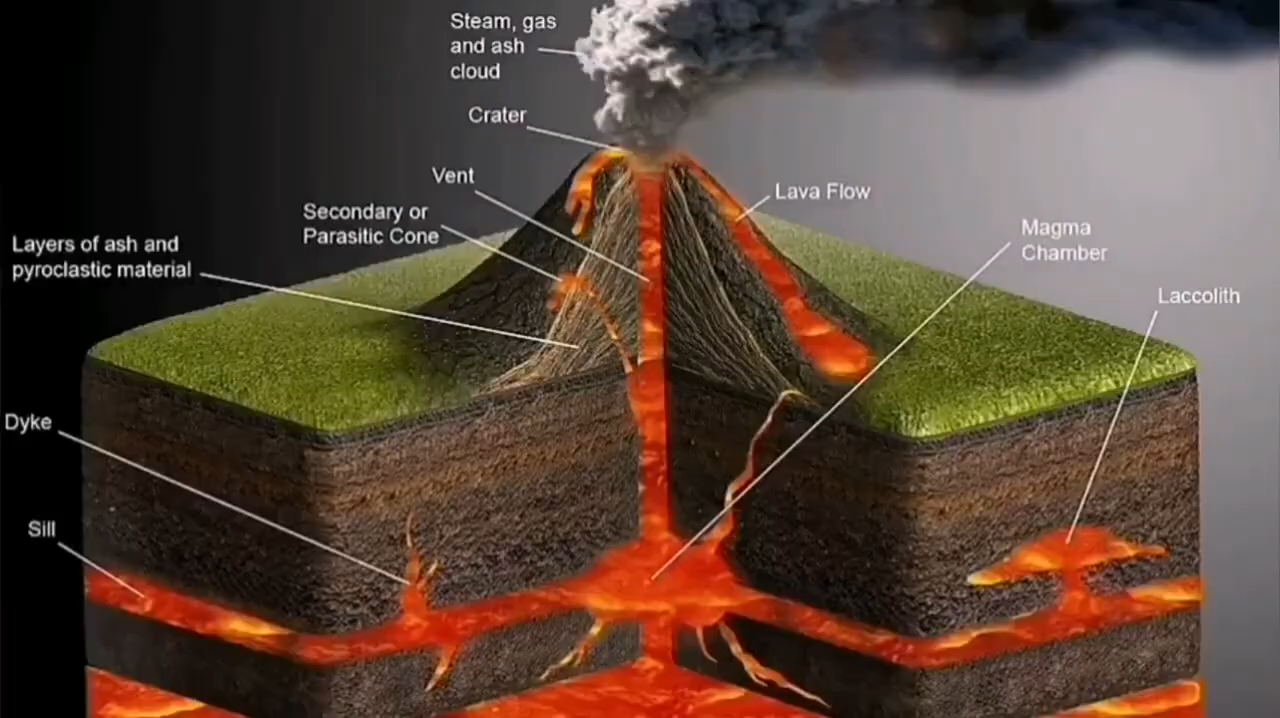 Steam, gas
and ash
cloud
Crater
Vent
Lava Flow
Secondary or
Parasitic Cone
Magma
Chamber
Layers of ash and
pyroclastic material
Laccolith
Dyke
Sill